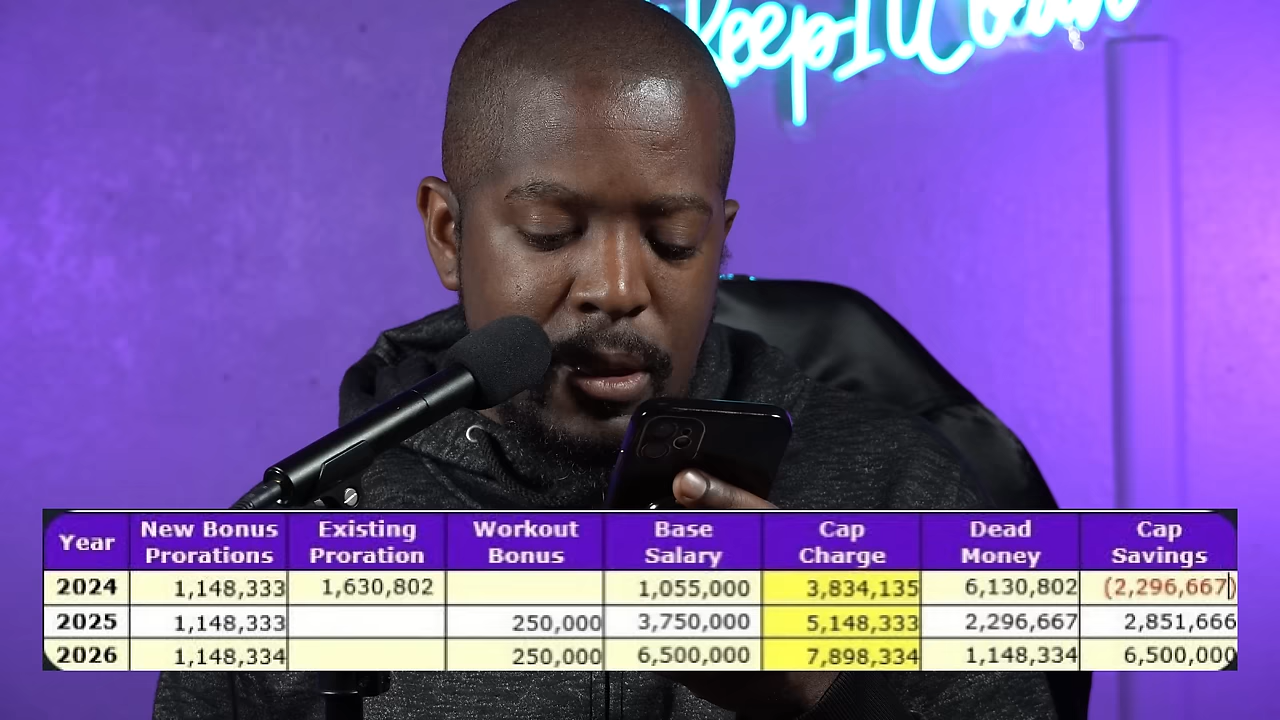 KeepItClean
Year | New Bonus Prorations | Existing Proration | Workout Bonus | Base Salary | Cap Charge | Dead Money | Cap Savings
2024 | 1,148,333 | 1,630,802 | | 1,055,000 | 3,834,135 | 6,130,802 | (2,296,667)
2025 | 1,148,333 | | 250,000 | 3,750,000 | 5,148,333 | 2,296,667 | 2,851,666
2026 | 1,148,334 | | 250,000 | 6,500,000 | 7,898,334 | 1,148,334 | 6,500,000